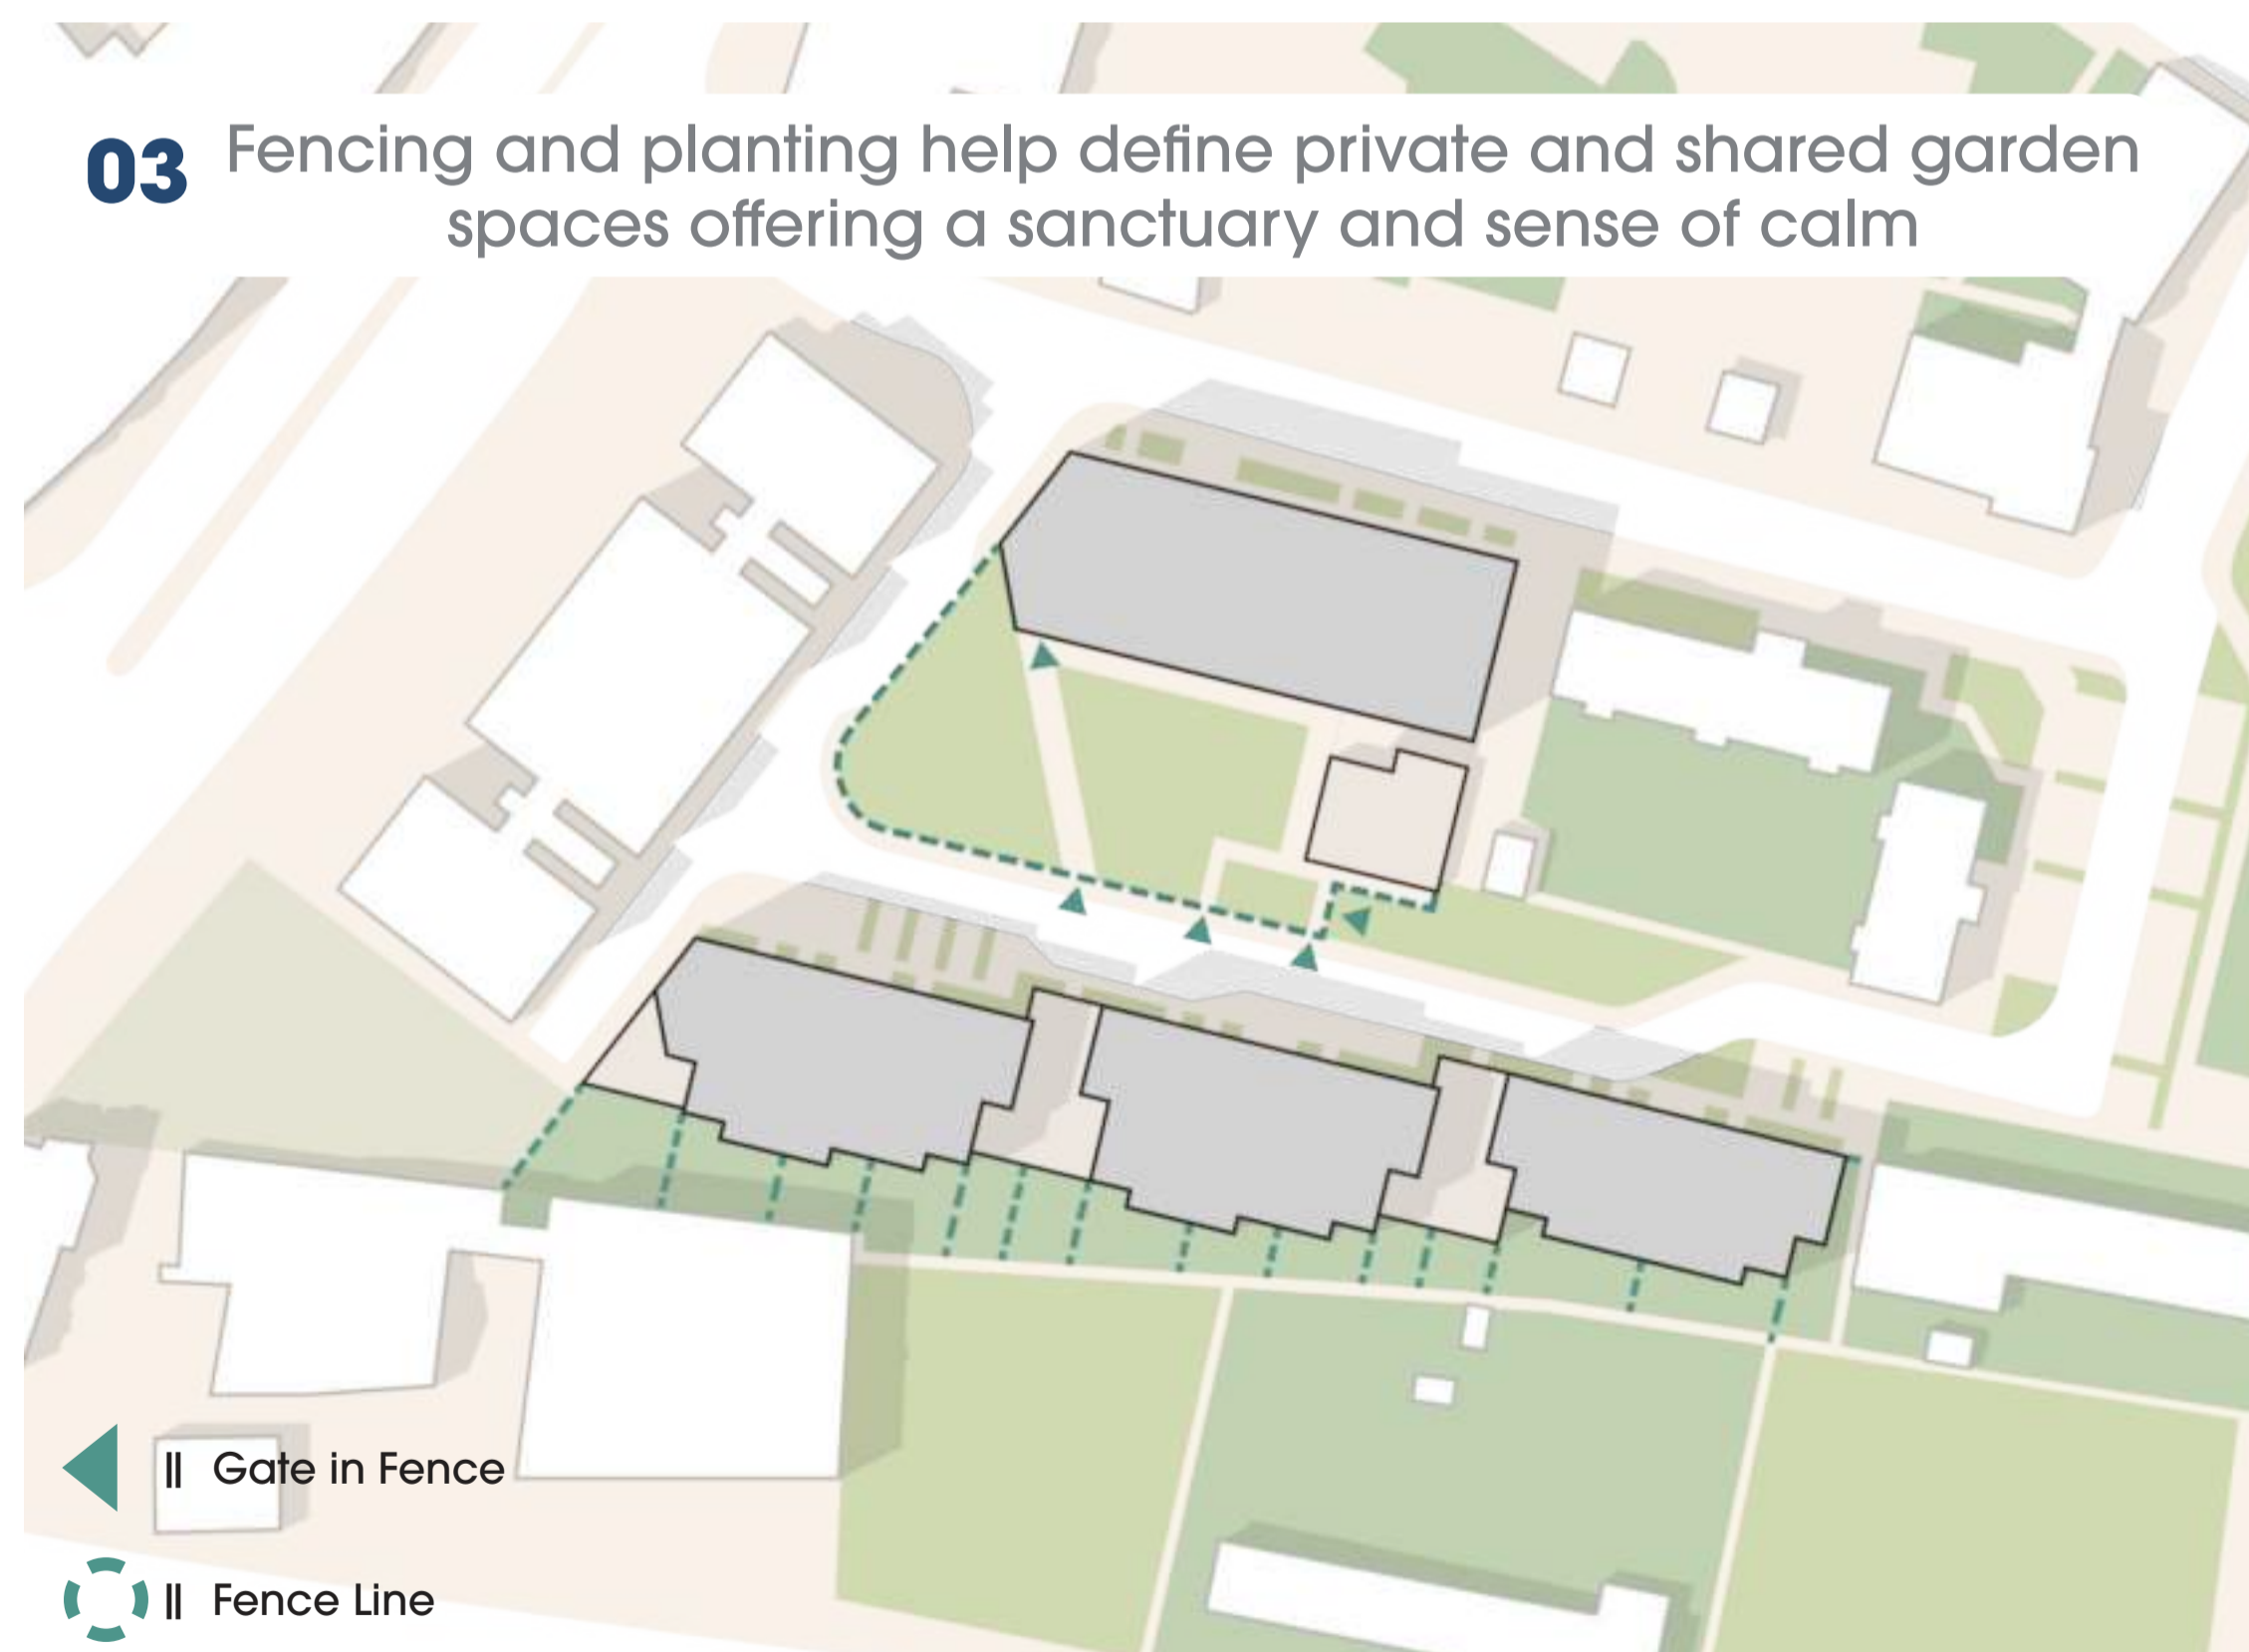 03 Fencing and planting help define private and shared garden
spaces offering a sanctuary and sense of calm
|| Gate in Fence
|| Fence Line